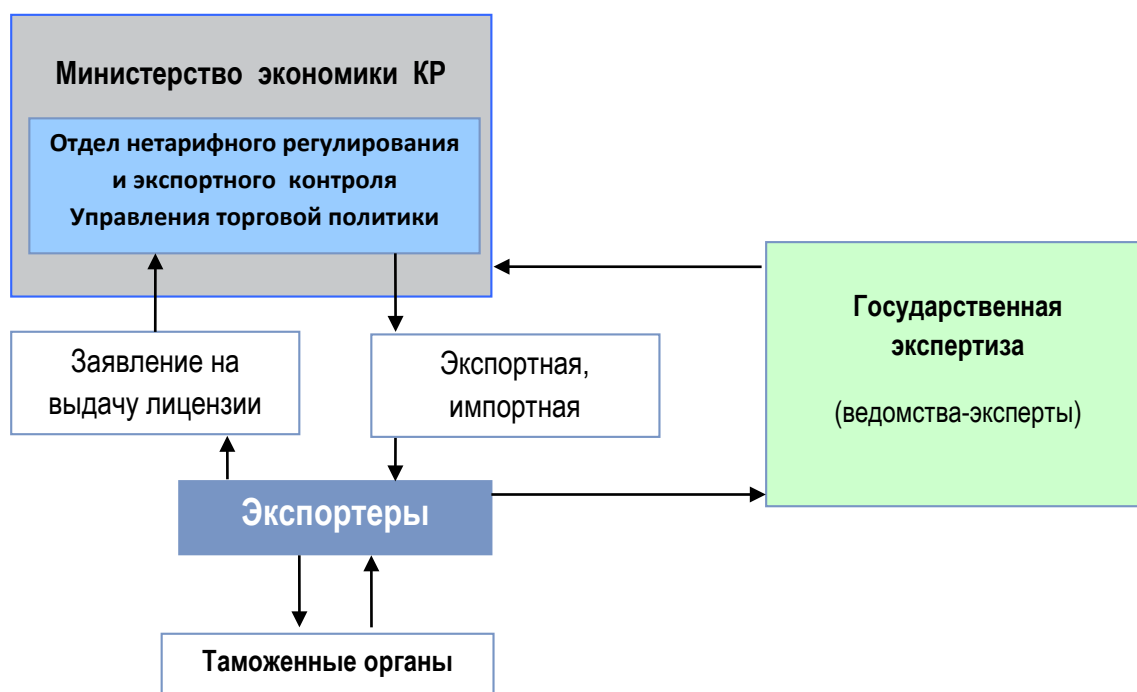 Министерство экономики КР
Отдел нетарифного регулирования
и экспортного контроля
Управления торговой политики
Государственная
экспертиза
(ведомства-эксперты)
Заявление на
выдачу лицензии
Экспортная,
импортная
Экспортеры
Таможенные органы